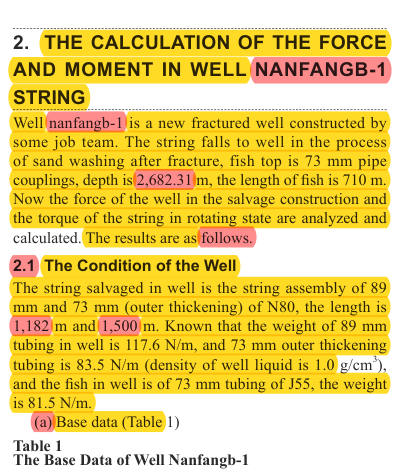 2. THE CALCULATION OF THE FORCE
AND MOMENT IN WELL NANFANGB-1
STRING
Well nanfangb-1 is a new fractured well constructed by
some job team. The string falls to well in the process
of sand washing after fracture, fish top is 73 mm pipe
couplings, depth is 2,682.31 m, the length of fish is 710 m.
Now the force of the well in the salvage construction and
the torque of the string in rotating state are analyzed and
calculated. The results are as follows.
2.1 The Condition of the Well
The string salvaged in well is the string assembly of 89
mm and 73 mm (outer thickening) of N80, the length is
1,182 m and 1,500 m. Known that the weight of 89 mm
tubing in well is 117.6 N/m, and 73 mm outer thickening
tubing is 83.5 N/m (density of well liquid is 1.0 g/cm³),
and the fish in well is of 73 mm tubing of J55, the weight
is 81.5 N/m.
(a) Base data (Table 1)
Table 1
The Base Data of Well Nanfangb-1